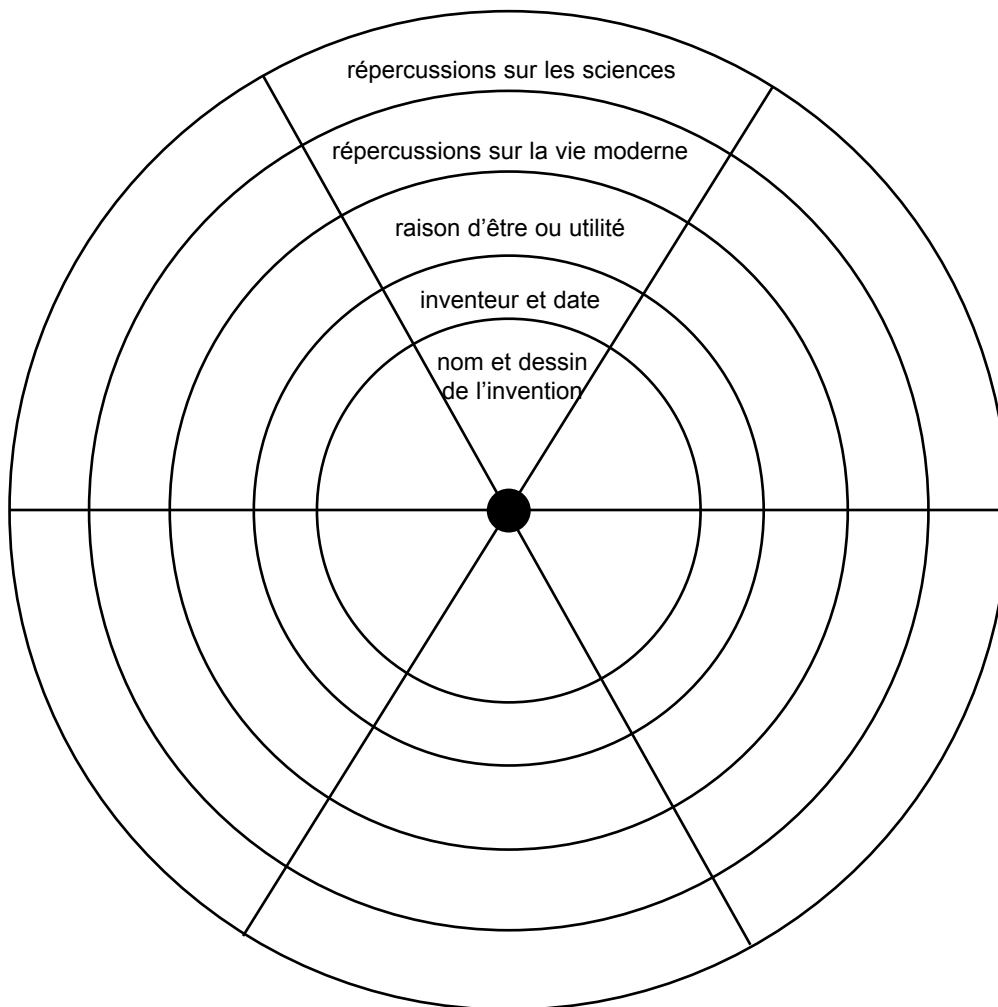 répercussions sur les sciences
répercussions sur la vie moderne
raison d’être ou utilité
inventeur et date
nom et dessin
de l’invention